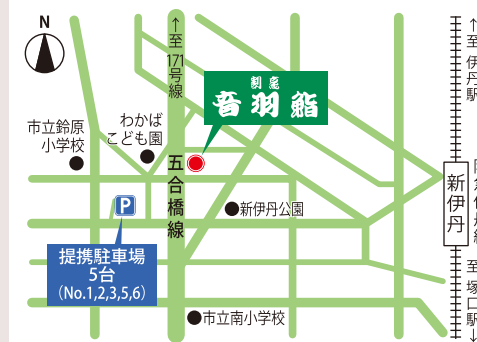 N
↑至171号線
↑至伊丹駅
割烹
音羽鮨
わかば
こども園
市立鈴原
小学校
五合橋線
新伊丹
P
新伊丹公園
提携駐車場
5台
(No.1,2,3,5,6)
至塚口駅↓
市立南小学校